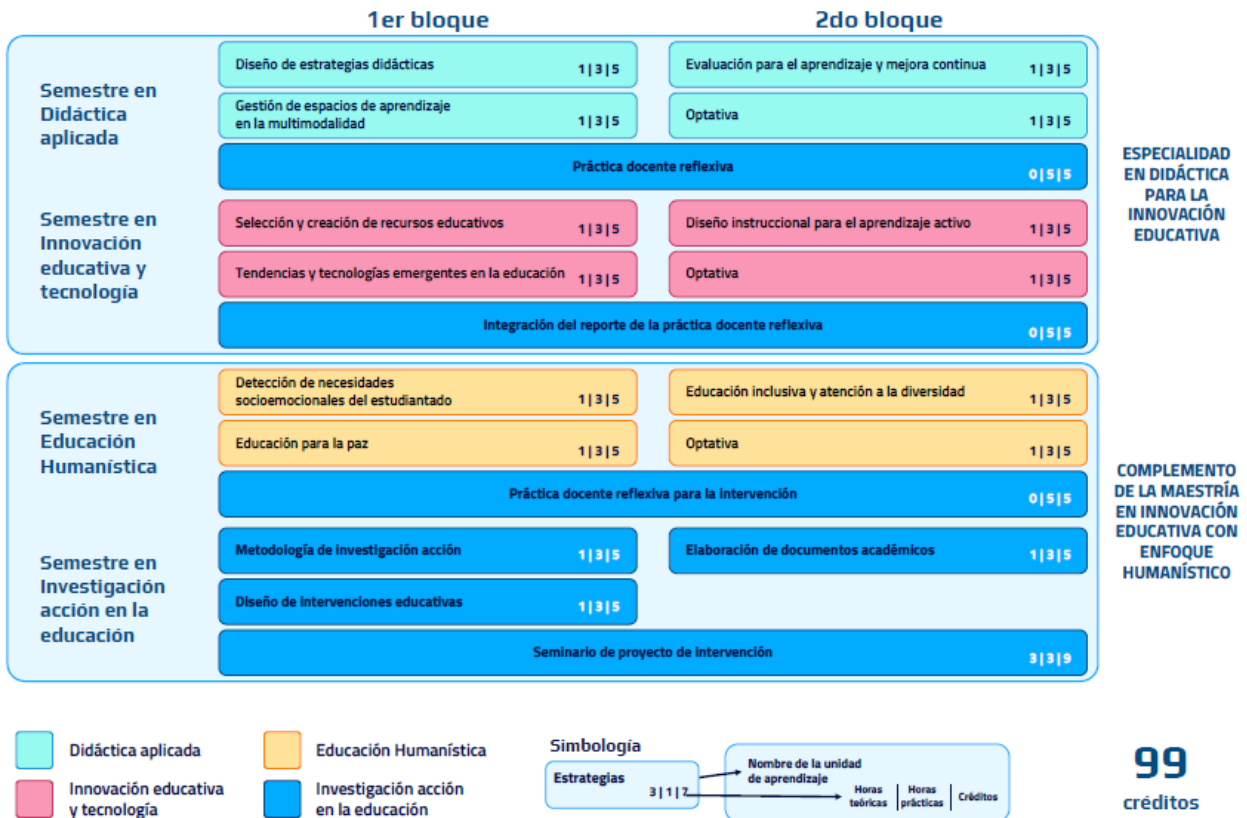 1er bloque
2do bloque
Semestre en
Didáctica
aplicada
Diseño de estrategias didácticas
1|3|5
Evaluación para el aprendizaje y mejora continua
1|3|5
Gestión de espacios de aprendizaje
en la multimodalidad
1|3|5
Optativa
1|3|5
Práctica docente reflexiva
0|5|5
Semestre en
Innovación
educativa y
tecnología
Selección y creación de recursos educativos
1|3|5
Diseño instruccional para el aprendizaje activo
1|3|5
Tendencias y tecnologías emergentes en la educación
1|3|5
Optativa
1|3|5
Integración del reporte de la práctica docente reflexiva
0|5|5
ESPECIALIDAD
EN DIDÁCTICA
PARA LA
INNOVACIÓN
EDUCATIVA
Semestre en
Educación
Humanística
Detección de necesidades
socioemocionales del estudiantado
1|3|5
Educación inclusiva y atención a la diversidad
1|3|5
Educación para la paz
1|3|5
Optativa
1|3|5
Práctica docente reflexiva para la intervención
0|5|5
Semestre en
Investigación
acción en la
educación
Metodología de investigación acción
1|3|5
Elaboración de documentos académicos
1|3|5
Diseño de intervenciones educativas
1|3|5
Seminario de proyecto de intervención
3|3|9
COMPLEMENTO
DE LA MAESTRÍA
EN INNOVACIÓN
EDUCATIVA CON
ENFOQUE
HUMANÍSTICO
Didáctica aplicada
Innovación educativa
y tecnología
Educación Humanística
Investigación acción
en la educación
Simbología
Estrategias
3|1|7
Nombre de la unidad
de aprendizaje
Horas
teóricas
Horas
prácticas
Créditos
99
créditos